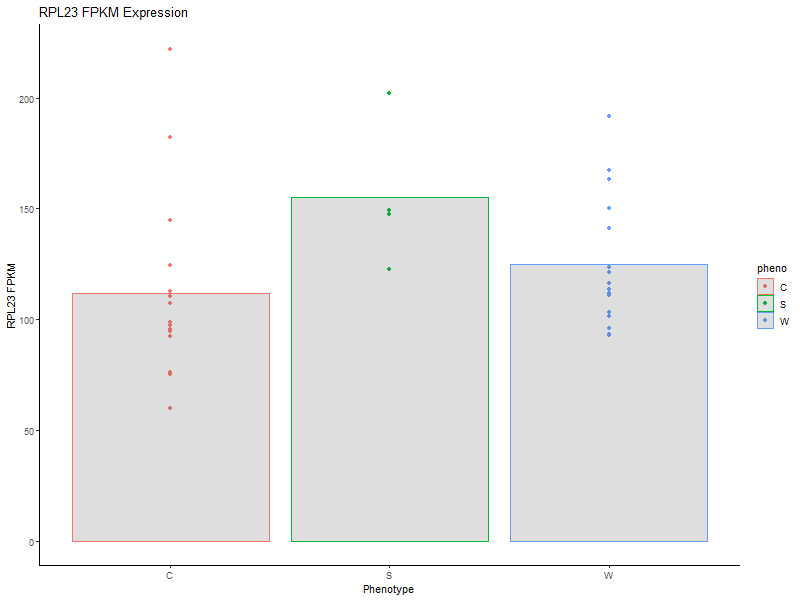 RPL23 FPKM Expression
RPL23 FPKM
200
150
100
50
0
C
S
W
Phenotype
pheno
C
S
W